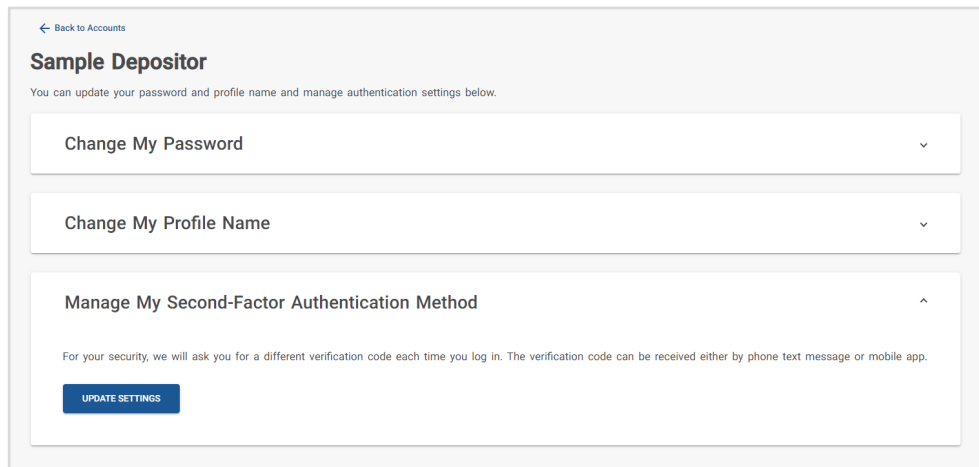 Back to Accounts
Sample Depositor
You can update your password and profile name and manage authentication settings below.
Change My Password
Change My Profile Name
Manage My Second-Factor Authentication Method
For your security, we will ask you for a different verification code each time you log in. The verification code can be received either by phone text message or mobile app.
UPDATE SETTINGS